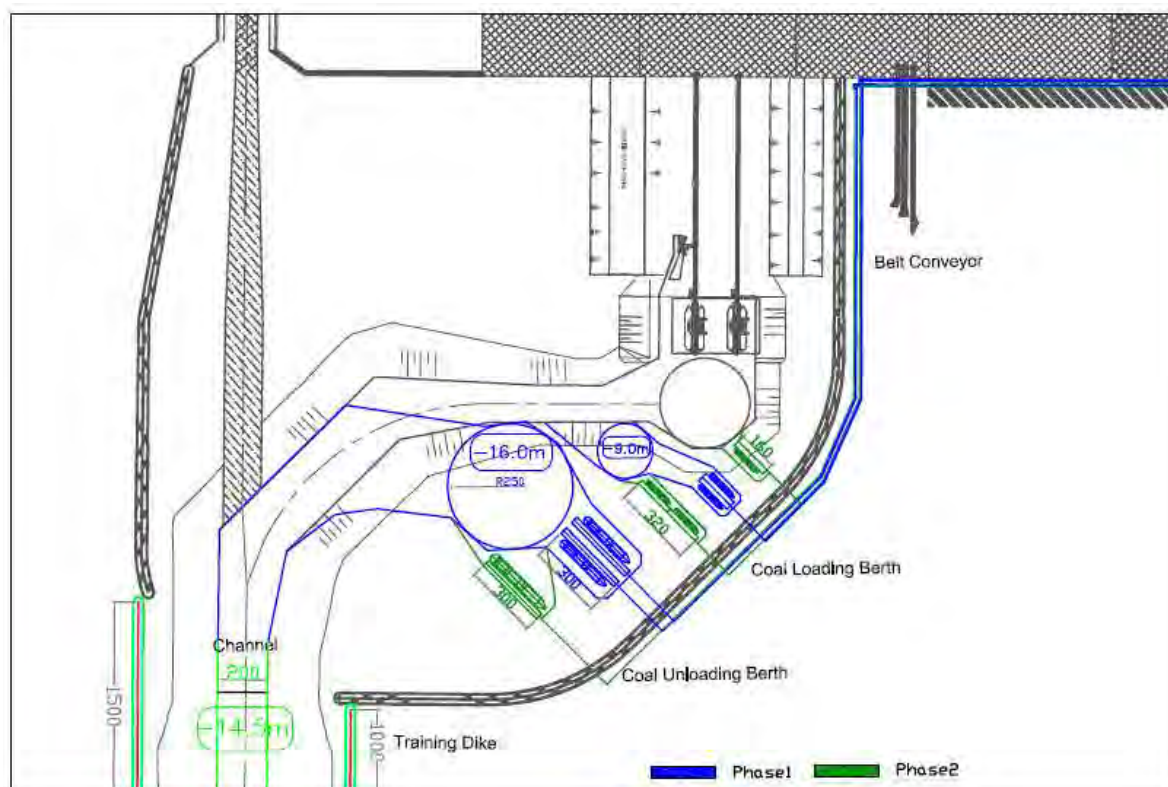 Belt Conveyor
-16.0m
R250
-9.0m
160
320
300
300
Coal Loading Berth
Coal Unloading Berth
Channel
200
-14.5m
1500
1000
Training Dike
Phase1
Phase2